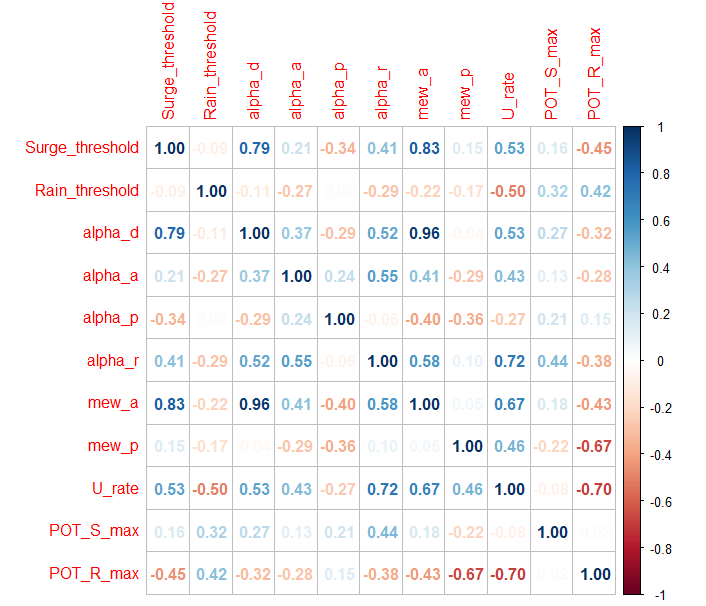 Surge_threshold Rain_threshold alpha_d alpha_a alpha_p alpha_r mew_a mew_p U_rate POT_S_max POT_R_max
Surge_threshold 1.00 -0.09 0.79 0.21 -0.34 0.41 0.83 0.15 0.53 0.16 -0.45
Rain_threshold -0.09 1.00 -0.11 -0.27 -0.29 -0.22 -0.17 -0.50 0.32 0.42
alpha_d 0.79 -0.11 1.00 0.37 -0.29 0.52 0.96 -0.04 0.53 0.27 -0.32
alpha_a 0.21 -0.27 0.37 1.00 0.24 0.55 0.41 -0.29 0.43 0.13 -0.28
alpha_p -0.34 -0.29 0.24 1.00 -0.06 -0.40 -0.36 -0.27 0.21 0.15
alpha_r 0.41 -0.29 0.52 0.55 -0.06 1.00 0.58 0.10 0.72 0.44 -0.38
mew_a 0.83 -0.22 0.96 0.41 -0.40 0.58 1.00 0.05 0.67 0.18 -0.43
mew_p 0.15 -0.17 -0.04 -0.29 -0.36 0.10 0.05 1.00 0.46 -0.22 -0.67
U_rate 0.53 -0.50 0.53 0.43 -0.27 0.72 0.67 0.46 1.00 -0.08 -0.70
POT_S_max 0.16 0.32 0.27 0.13 0.21 0.44 0.18 -0.22 -0.08 1.00
POT_R_max -0.45 0.42 -0.32 -0.28 0.15 -0.38 -0.43 -0.67 -0.70 1.00
1
0.8
0.6
0.4
0.2
0
-0.2
-0.4
-0.6
-0.8
-1